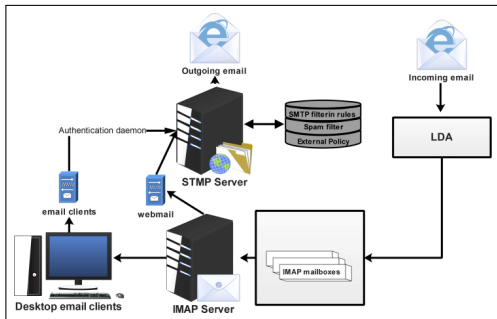 Outgoing email
Incoming email
Authentication daemon
SMTP filterin rules
Spam filter
External Policy
LDA
STMP Server
email clients
webmail
IMAP mailboxes
Desktop email clients
IMAP Server